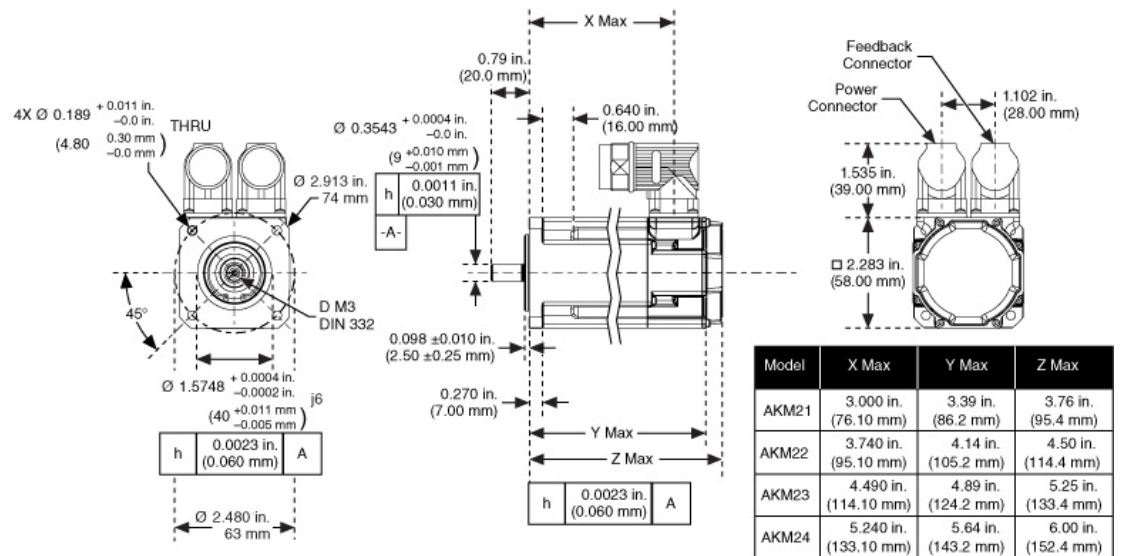 X Max
0.79 in.
(20.0 mm)
4X Ø 0.189 + 0.011 in.
–0.0 in.
THRU
(4.80 0.30 mm
–0.0 mm )
Ø 2.913 in.
74 mm
Ø 0.3543 + 0.0004 in.
–0.0 in.
(9 +0.010 mm
–0.001 mm )
h 0.0011 in.
(0.030 mm)
-A-
0.640 in.
(16.00 mm)
Feedback
Connector
Power
Connector
1.102 in.
(28.00 mm)
1.535 in.
(39.00 mm)
□ 2.283 in.
(58.00 mm)
45°
D M3
DIN 332
Ø 1.5748 + 0.0004 in.
–0.0002 in.
j6
(40 +0.011 mm
–0.005 mm )
h 0.0023 in. A
(0.060 mm)
Ø 2.480 in.
63 mm
0.098 ±0.010 in.
(2.50 ±0.25 mm)
0.270 in.
(7.00 mm)
Y Max
Z Max
h 0.0023 in. A
(0.060 mm)
Model X Max Y Max Z Max
AKM21 3.000 in. 3.39 in. 3.76 in.
(76.10 mm) (86.2 mm) (95.4 mm)
AKM22 3.740 in. 4.14 in. 4.50 in.
(95.10 mm) (105.2 mm) (114.4 mm)
AKM23 4.490 in. 4.89 in. 5.25 in.
(114.10 mm) (124.2 mm) (133.4 mm)
AKM24 5.240 in. 5.64 in. 6.00 in.
(133.10 mm) (143.2 mm) (152.4 mm)